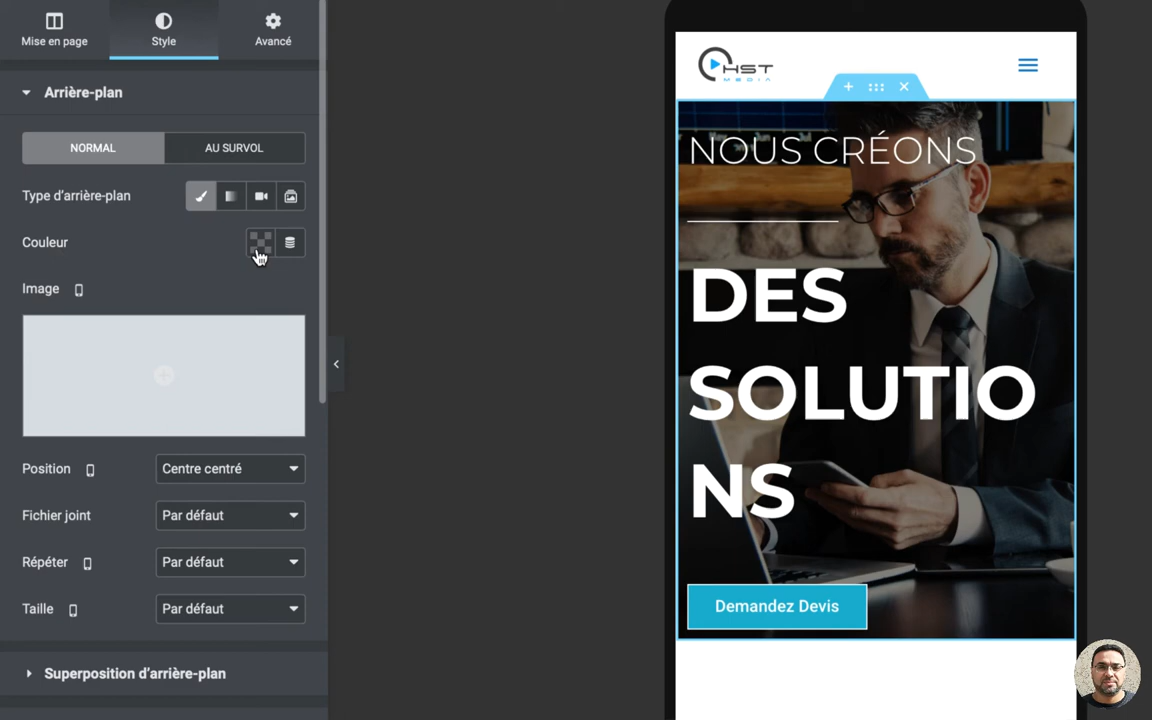 Mise en page
Style
Avancé
Arrière-plan
NORMAL
AU SURVOL
Type d’arrière-plan
Couleur
Image
Position
Centre centré
Fichier joint
Par défaut
Répéter
Par défaut
Taille
Par défaut
Superposition d’arrière-plan
HST
MEDIA
NOUS CRÉONS
DES
SOLUTIO
NS
Demandez Devis